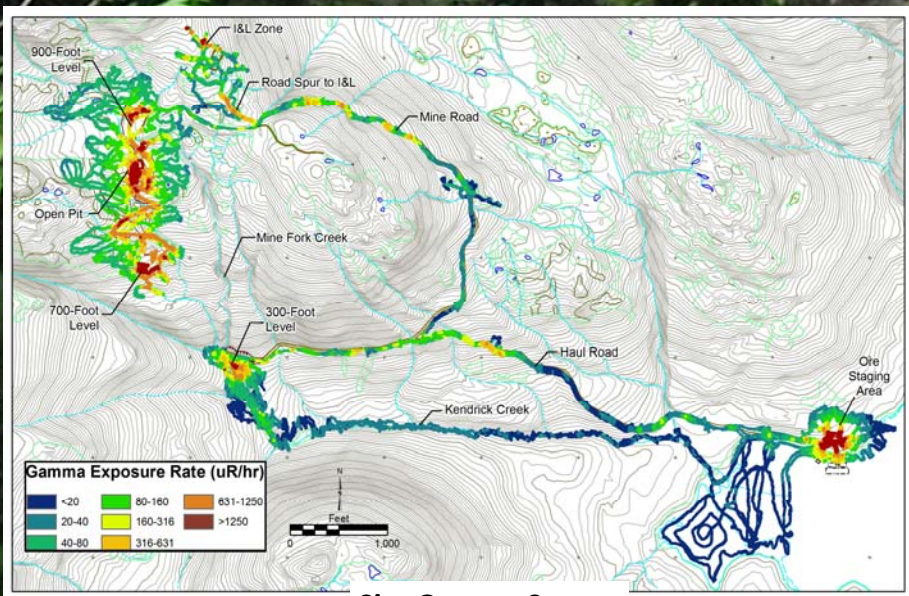 I&L Zone
900-Foot
Level
Road Spur to I&L
Mine Road
Open Pit
Mine Fork Creek
700-Foot
Level
300-Foot
Level
Haul Road
Ore
Staging
Area
Kendrick Creek
Gamma Exposure Rate (uR/hr)
<20 80-160 631-1250
20-40 160-316 >1250
40-80 316-631
N
Feet
0 1,000